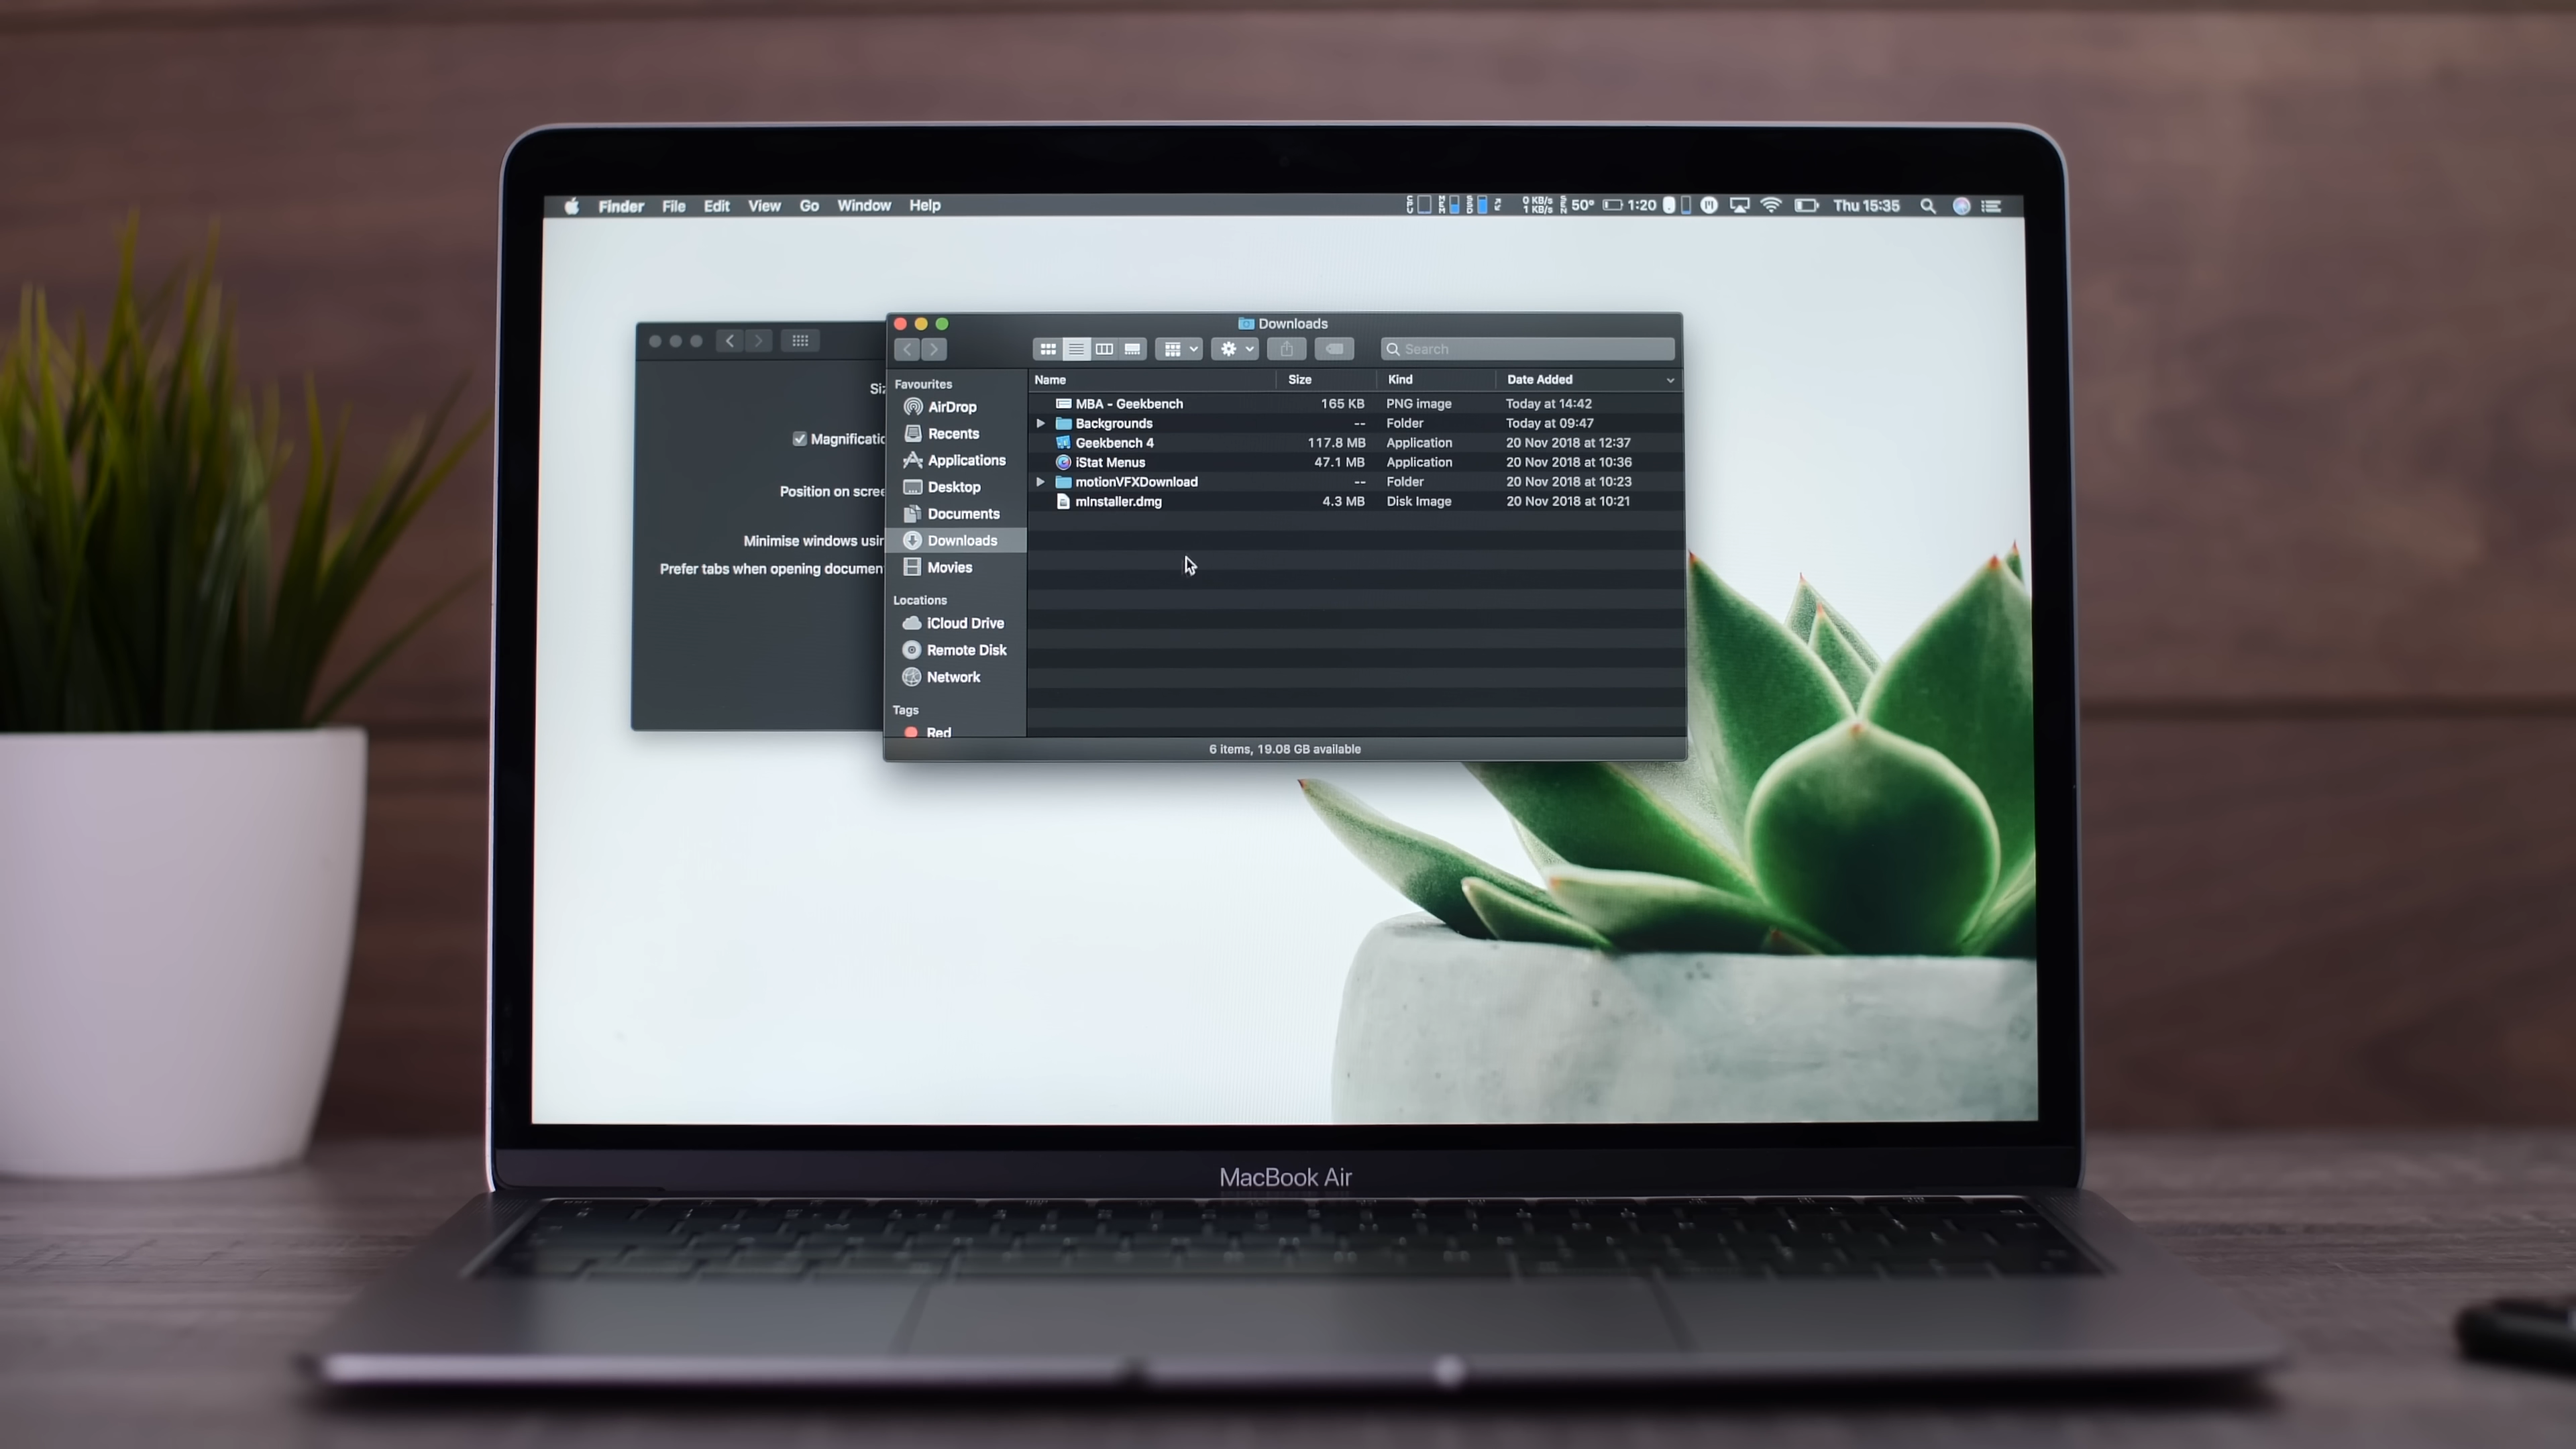 Finder File Edit View Go Window Help
0 KB/s
1 KB/s
50° 1:20 Thu 15:35
Downloads
Search
Magnificatio
Position on scree
Minimise windows usin
Prefer tabs when opening documen
Favourites
AirDrop
Recents
Applications
Desktop
Documents
Downloads
Movies
Locations
iCloud Drive
Remote Disk
Network
Tags
Red
Name Size Kind Date Added
MBA - Geekbench 165 KB PNG image Today at 14:42
Backgrounds -- Folder Today at 09:47
Geekbench 4 117.8 MB Application 20 Nov 2018 at 12:37
iStat Menus 47.1 MB Application 20 Nov 2018 at 10:36
motionVFXDownload -- Folder 20 Nov 2018 at 10:23
mInstaller.dmg 4.3 MB Disk Image 20 Nov 2018 at 10:21
6 items, 19.08 GB available
MacBook Air